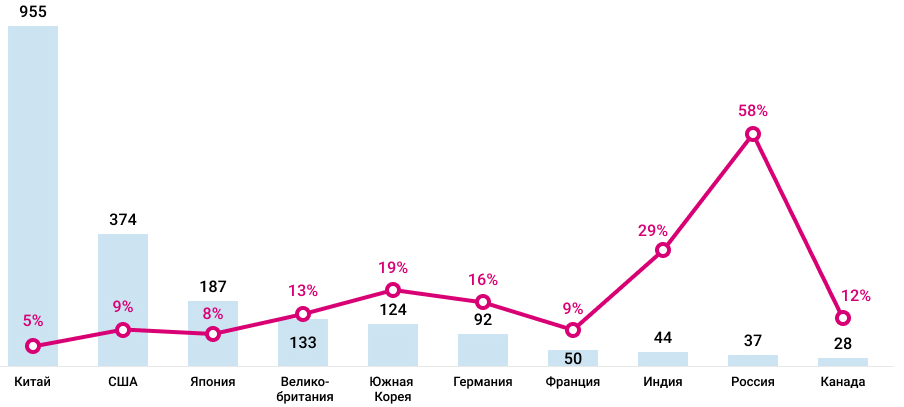 955
374
187
133
124
92
50
44
37
28
5%
9%
8%
13%
19%
16%
9%
29%
58%
12%
Китай
США
Япония
Велико-
британия
Южная
Корея
Германия
Франция
Индия
Россия
Канада